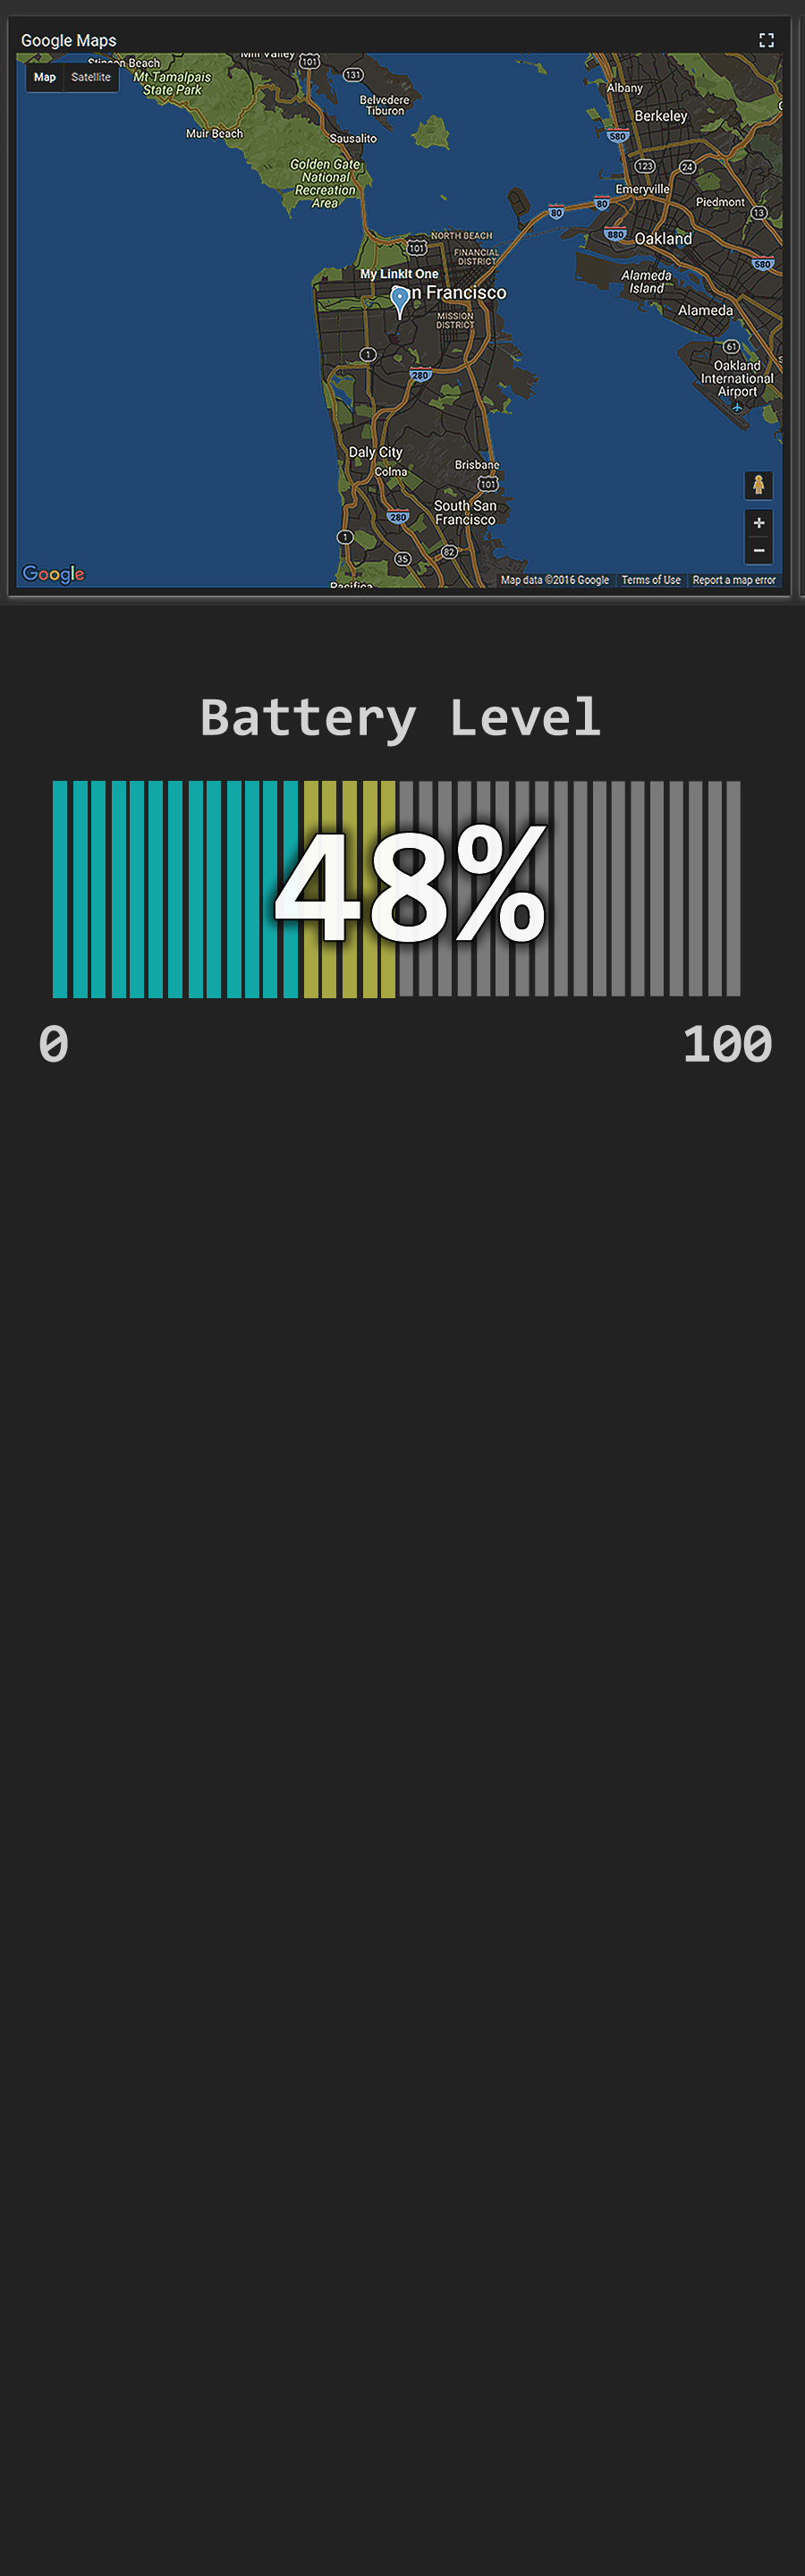 Google Maps
Map Satellite
Stinson Beach
Mill Valley
101
131
Mt Tamalpais
State Park
Belvedere
Tiburon
Albany
Berkeley
Muir Beach
Sausalito
580
Golden Gate
National
Recreation
Area
123
24
Emeryville
Piedmont
80
80
13
880
Oakland
NORTH BEACH
101
FINANCIAL
DISTRICT
580
My LinkIt One
San Francisco
Alameda
Island
Alameda
MISSION
DISTRICT
1
61
280
Oakland
International
Airport
Daly City
Colma
Brisbane
101
South San
Francisco
280
1
82
35
+
−
Google
Pacifica
Map data ©2016 Google Terms of Use Report a map error
Battery Level
48%
0 100